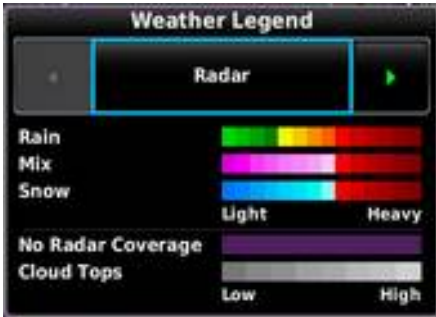 Weather Legend
Radar
Rain
Mix
Snow
Light Heavy
No Radar Coverage
Cloud Tops
Low High